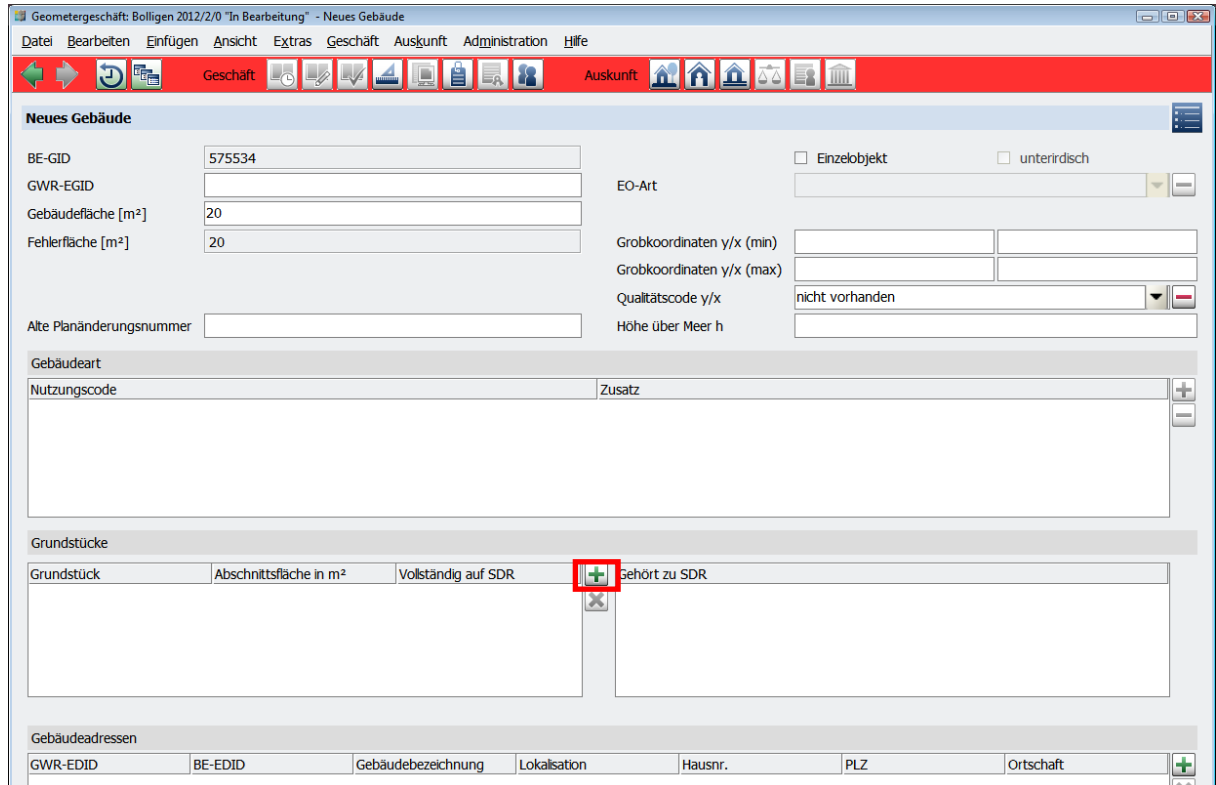 Geometergeschäft: Bolligen 2012/2/0 "In Bearbeitung" - Neues Gebäude
Datei Bearbeiten Einfügen Ansicht Extras Geschäft Auskunft Administration Hilfe
Geschäft Auskunft
Neues Gebäude
BE-GID 575534 Einzelobjekt unterirdisch
GWR-EGID EO-Art
Gebäudefläche [m²] 20
Fehlerfläche [m²] 20 Grobkoordinaten y/x (min)
Grobkoordinaten y/x (max)
Qualitätscode y/x nicht vorhanden
Alte Planänderungsnummer Höhe über Meer h
Gebäudeart
Nutzungscode Zusatz
Grundstücke
Grundstück Abschnittsfläche in m² Vollständig auf SDR Gehört zu SDR
Gebäudeadressen
GWR-EDID BE-EDID Gebäudebezeichnung Lokalisation Hausnr. PLZ Ortschaft